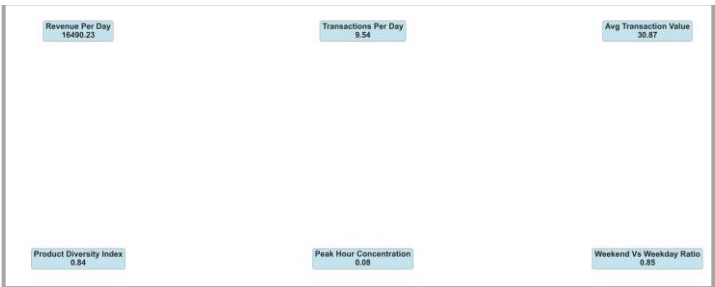 Revenue Per Day
16490.23
Transactions Per Day
9.54
Avg Transaction Value
30.87
Product Diversity Index
0.84
Peak Hour Concentration
0.08
Weekend Vs Weekday Ratio
0.85